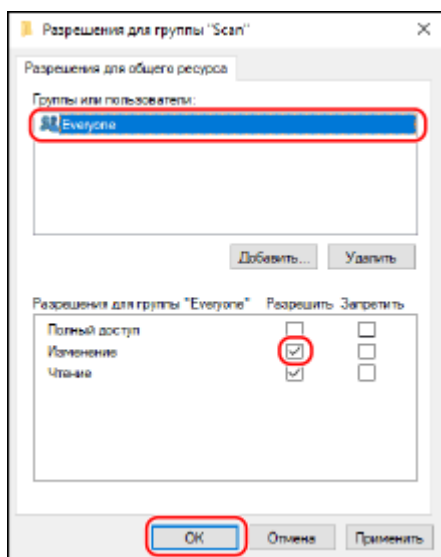 Разрешения для группы "Scan"
Разрешения для общего ресурса
Группы или пользователи:
Everyone
Добавить... Удалить
Разрешения для группы "Everyone" Разрешить Запретить
Полный доступ
Изменение
Чтение
OK Отмена Применить